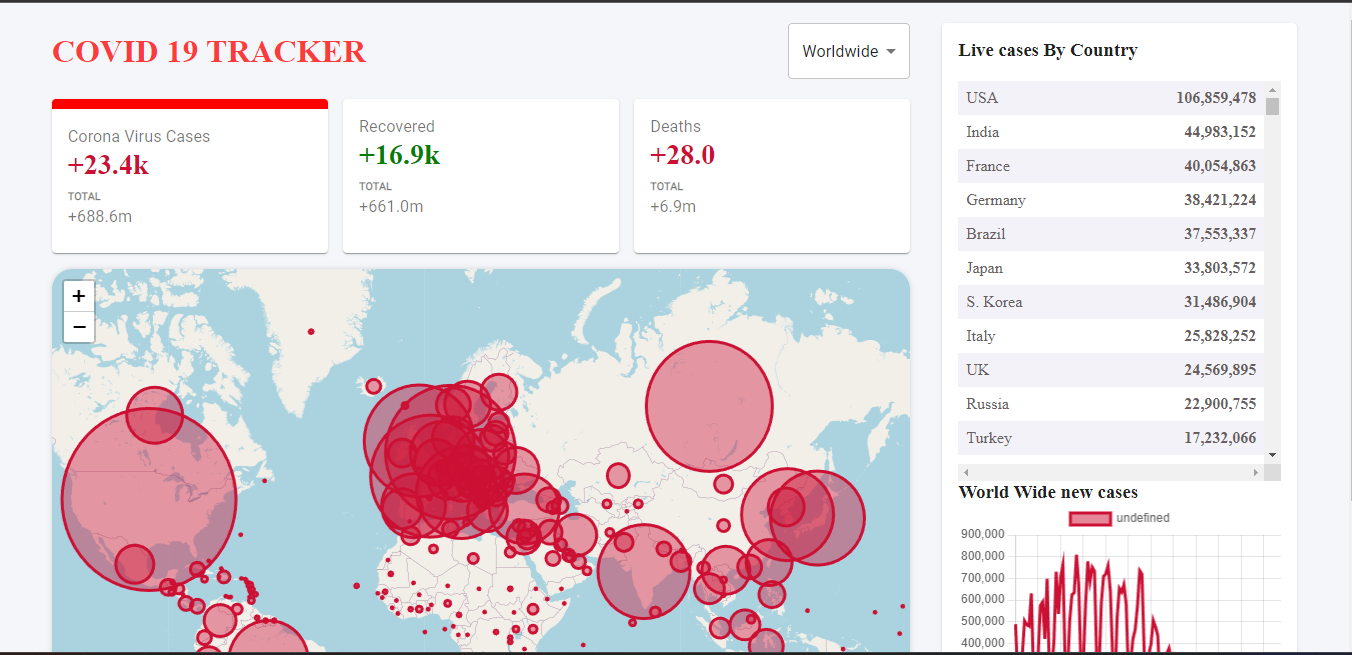 COVID 19 TRACKER
Worldwide
Corona Virus Cases
+23.4k
TOTAL
+688.6m
Recovered
+16.9k
TOTAL
+661.0m
Deaths
+28.0
TOTAL
+6.9m
+
−
Live cases By Country
USA 106,859,478
India 44,983,152
France 40,054,863
Germany 38,421,224
Brazil 37,553,337
Japan 33,803,572
S. Korea 31,486,904
Italy 25,828,252
UK 24,569,895
Russia 22,900,755
Turkey 17,232,066
World Wide new cases
undefined
900,000
800,000
700,000
600,000
500,000
400,000